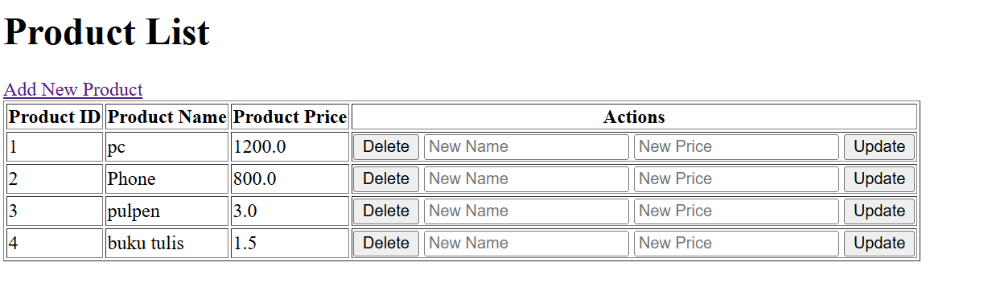 Product List
Add New Product
Product ID Product Name Product Price Actions
1 pc 1200.0 Delete New Name New Price Update
2 Phone 800.0 Delete New Name New Price Update
3 pulpen 3.0 Delete New Name New Price Update
4 buku tulis 1.5 Delete New Name New Price Update